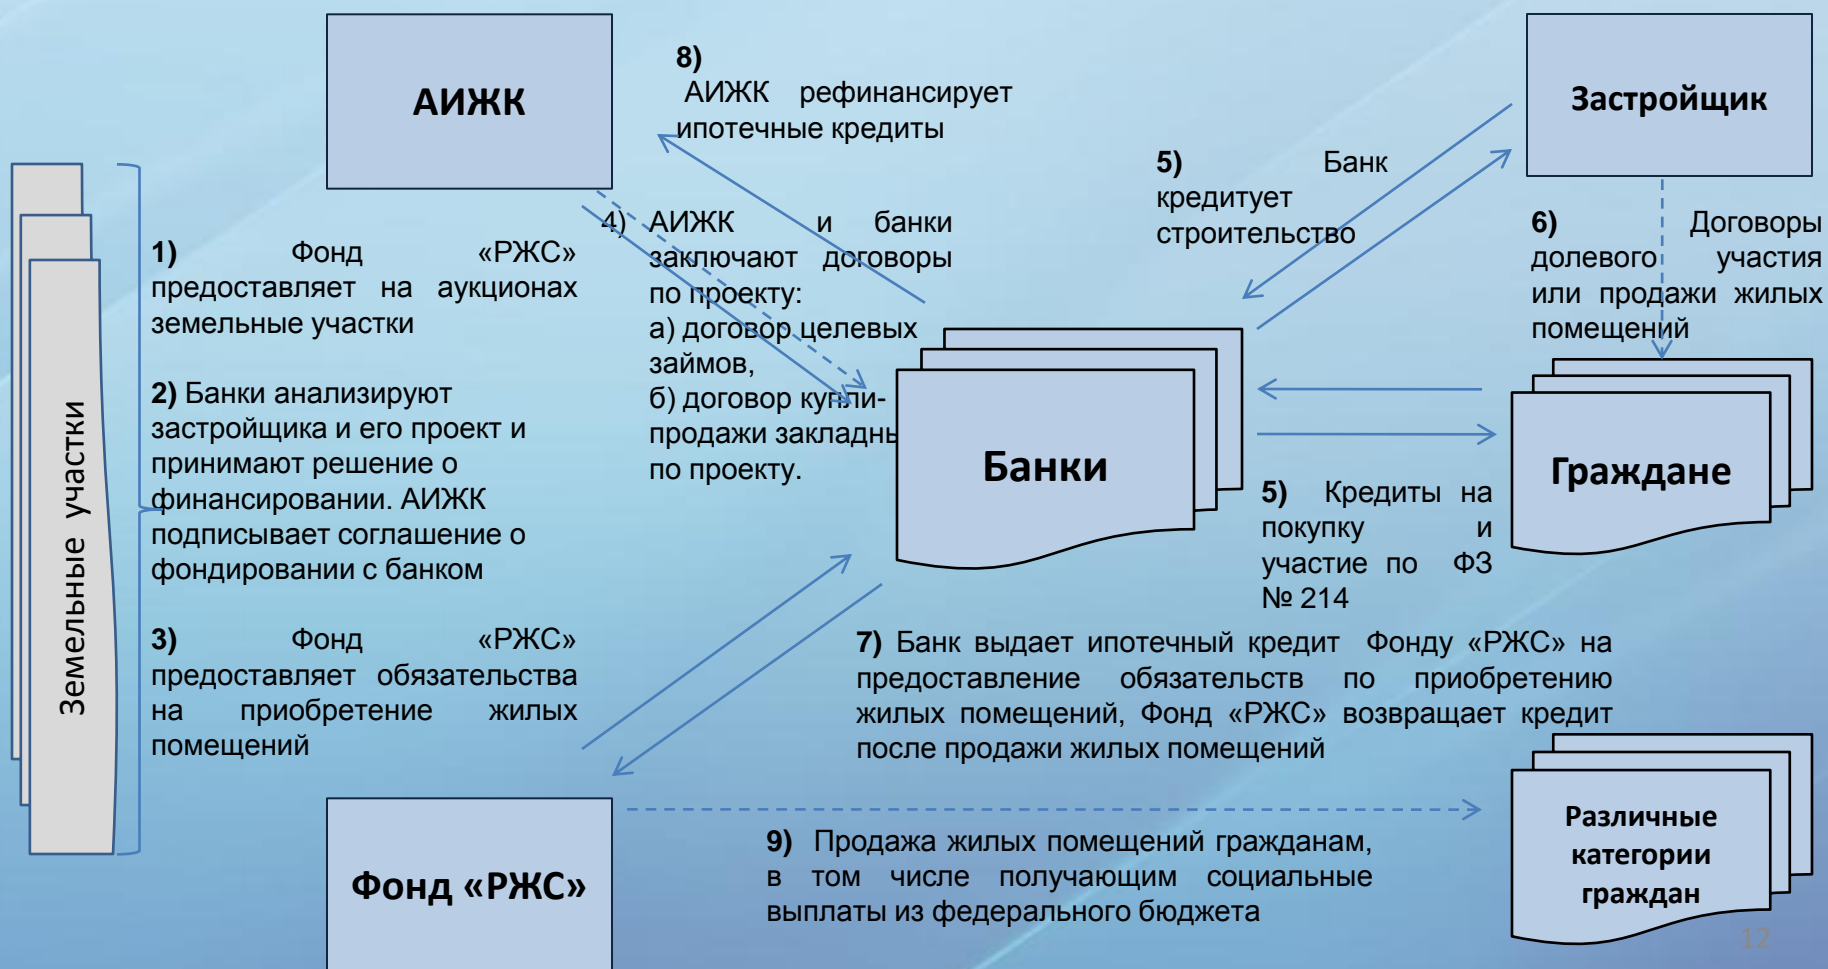 АИЖК
8)
АИЖК рефинансирует
ипотечные кредиты
Застройщик
5) Банк
кредитует
строительство
4) АИЖК и банки
заключают договоры
по проекту:
а) договор целевых
займов,
б) договор купли-
продажи закладны
по проекту.
6) Договоры
долевого участия
или продажи жилых
помещений
Земельные участки
1) Фонд «РЖС»
предоставляет на аукционах
земельные участки
2) Банки анализируют
застройщика и его проект и
принимают решение о
финансировании. АИЖК
подписывает соглашение о
фондировании с банком
3) Фонд «РЖС»
предоставляет обязательства
на приобретение жилых
помещений
Банки
Граждане
5) Кредиты на
покупку и
участие по ФЗ
№ 214
7) Банк выдает ипотечный кредит Фонду «РЖС» на
предоставление обязательств по приобретению
жилых помещений, Фонд «РЖС» возвращает кредит
после продажи жилых помещений
Фонд «РЖС»
9) Продажа жилых помещений гражданам,
в том числе получающим социальные
выплаты из федерального бюджета
Различные
категории
граждан
12